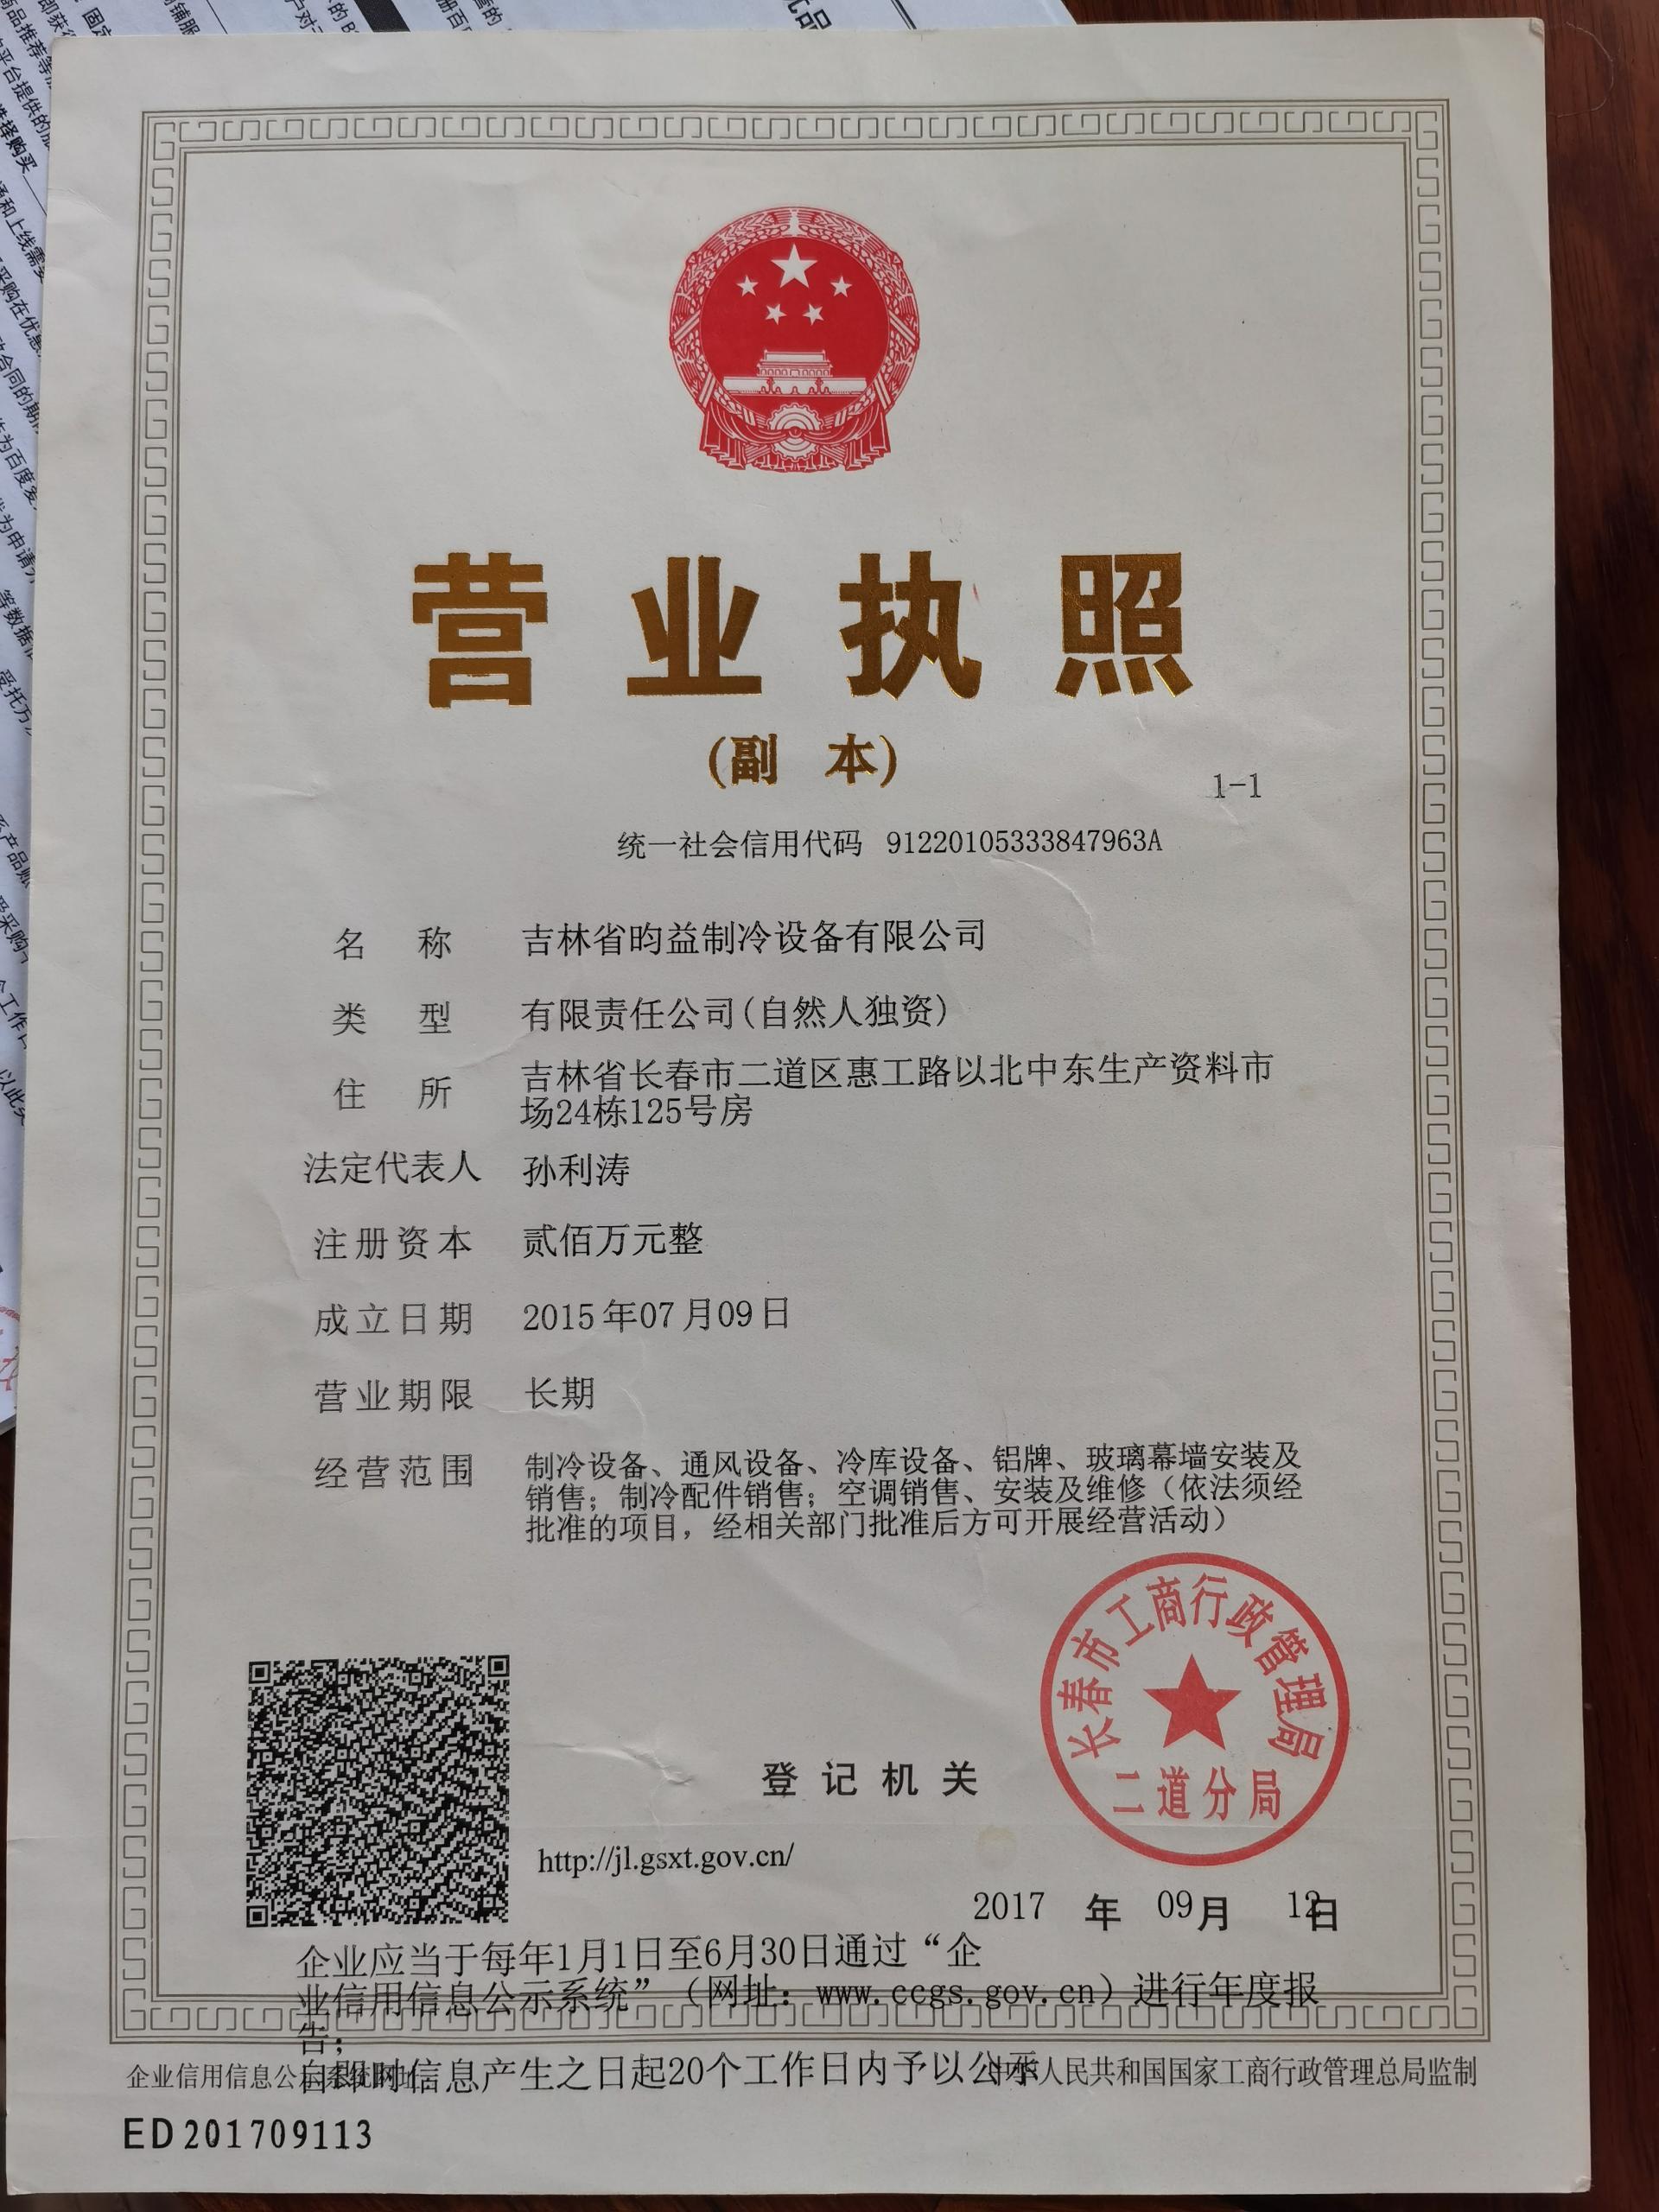 营业执照
(副 本)
1-1
统一社会信用代码 91220105333847963A
名 称 吉林省昀益制冷设备有限公司
类 型 有限责任公司(自然人独资)
住 所 吉林省长春市二道区惠工路以北中东生产资料市
场24栋125号房
法定代表人 孙利涛
注册资本 贰佰万元整
成立日期 2015年07月09日
营业期限 长期
经营范围 制冷设备、通风设备、冷库设备、铝牌、玻璃幕墙安装及
销售；制冷配件销售；空调销售、安装及维修（依法须经
批准的项目，经相关部门批准后方可开展经营活动）
长春市工商行政管理局
二道分局
登记机关
http://jl.gsxt.gov.cn/
2017 年 09月 12日
企业应当于每年1月1日至6月30日通过“企
业信用信息公示系统”（网址：www.ccgs.gov.cn）进行年度报
告；
自即时信息产生之日起20个工作日内予以公示
企业信用信息公示系统网址：
中华人民共和国国家工商行政管理总局监制
ED201709113